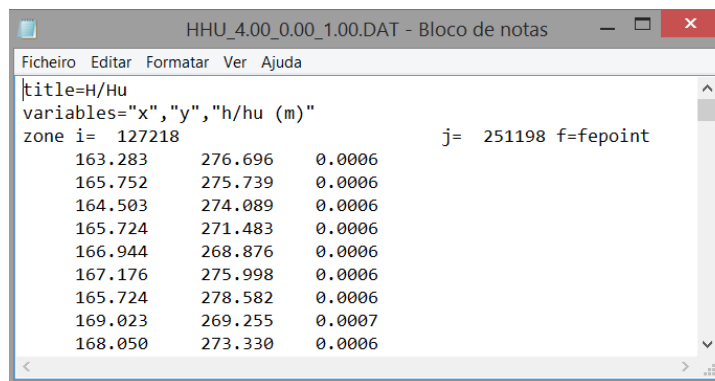 HHU_4.00_0.00_1.00.DAT - Bloco de notas
Ficheiro Editar Formatar Ver Ajuda
title=H/Hu
variables="x","y","h/hu (m)"
zone i=  127218                          j=  251198 f=fepoint
163.283      276.696    0.0006
165.752      275.739    0.0006
164.503      274.089    0.0006
165.724      271.483    0.0006
166.944      268.876    0.0006
167.176      275.998    0.0006
165.724      278.582    0.0006
169.023      269.255    0.0007
168.050      273.330    0.0006